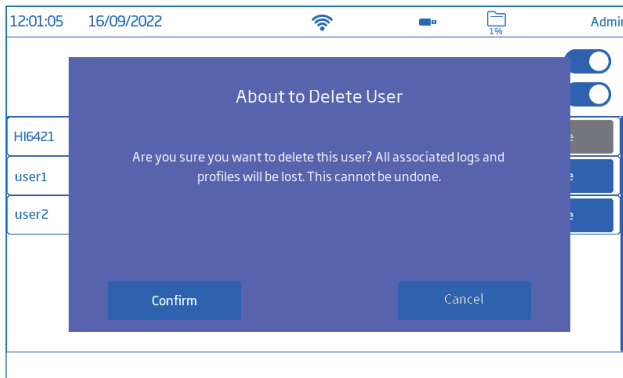 12:01:05 16/09/2022 1% Admin
About to Delete User
HI6421
Are you sure you want to delete this user? All associated logs and
profiles will be lost. This cannot be undone.
user1
user2
Confirm Cancel